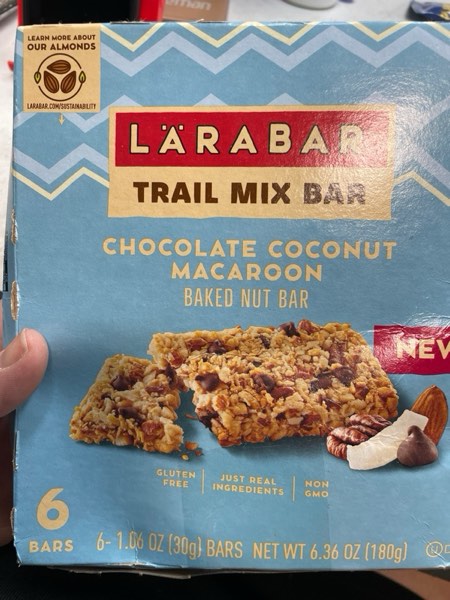 LEARN MORE ABOUT
OUR ALMONDS
LARABAR.COM/SUSTAINABILITY
LÄRABAR
TRAIL MIX BAR
CHOCOLATE COCONUT
MACAROON
BAKED NUT BAR
NEW
GLUTEN
FREE
JUST REAL
INGREDIENTS
NON
GMO
6
BARS
6- 1.06 OZ (30g) BARS NET WT 6.36 OZ (180g)